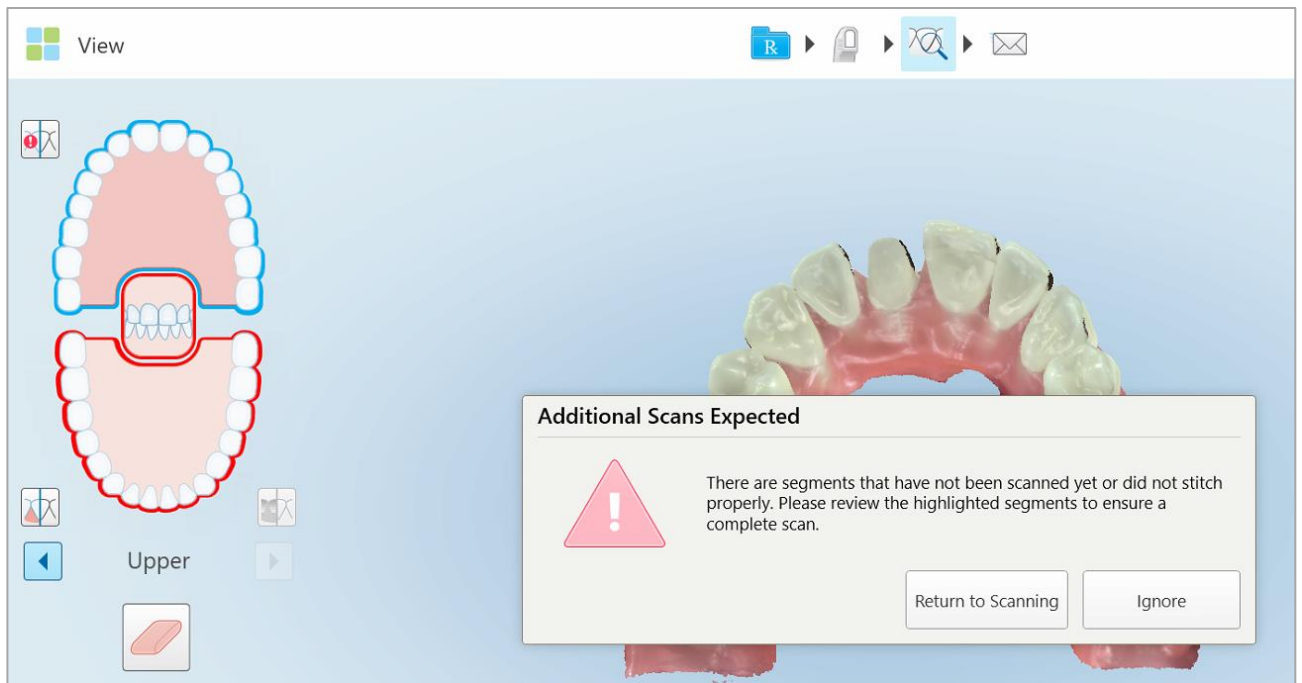 View
R
Additional Scans Expected
There are segments that have not been scanned yet or did not stitch
properly. Please review the highlighted segments to ensure a
complete scan.
Upper
Return to Scanning
Ignore